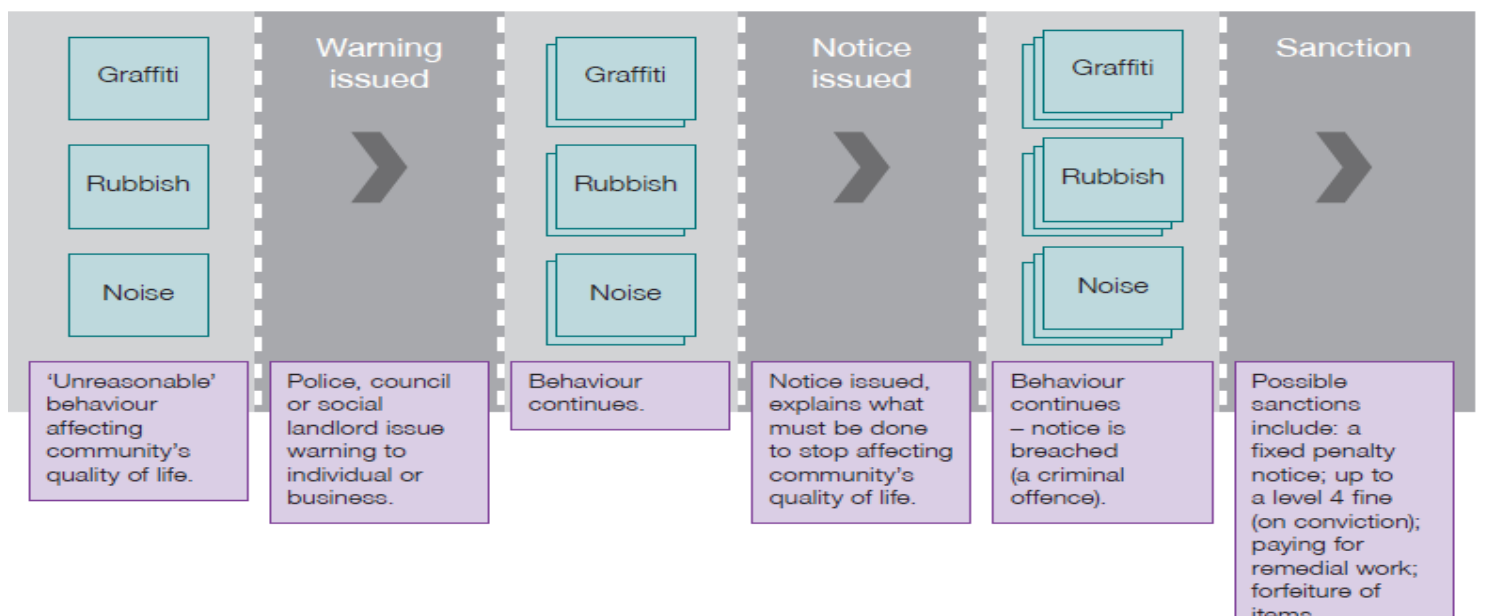 Graffiti
Rubbish
Noise
‘Unreasonable’
behaviour
affecting
community’s
quality of life.
Warning
issued
Police, council
or social
landlord issue
warning to
individual or
business.
Graffiti
Rubbish
Noise
Behaviour
continues.
Notice
issued
Notice issued,
explains what
must be done
to stop affecting
community’s
quality of life.
Graffiti
Rubbish
Noise
Behaviour
continues
– notice is
breached
(a criminal
offence).
Sanction
Possible
sanctions
include: a
fixed penalty
notice; up to
a level 4 fine
(on conviction);
paying for
remedial work;
forfeiture of
items